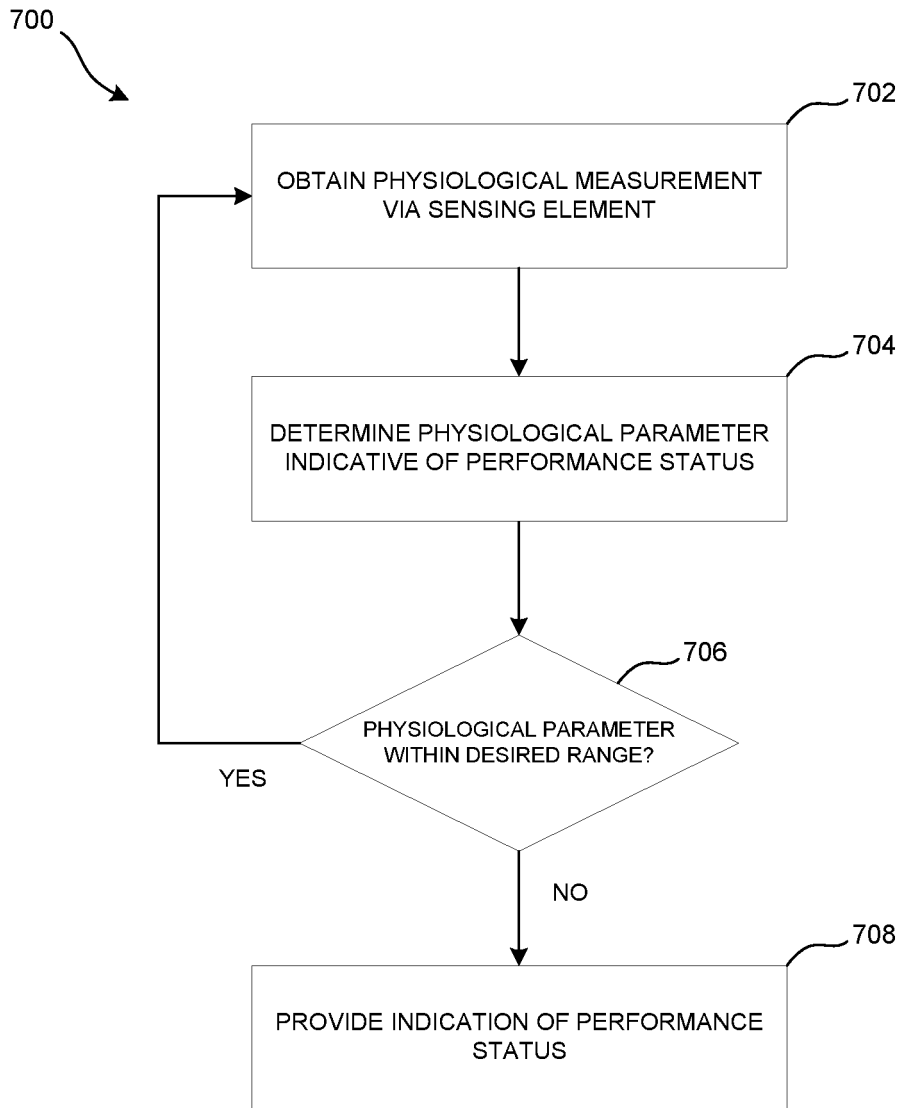 700
702
OBTAIN PHYSIOLOGICAL MEASUREMENT
VIA SENSING ELEMENT
704
DETERMINE PHYSIOLOGICAL PARAMETER
INDICATIVE OF PERFORMANCE STATUS
706
PHYSIOLOGICAL PARAMETER
WITHIN DESIRED RANGE?
YES
NO
708
PROVIDE INDICATION OF PERFORMANCE
STATUS